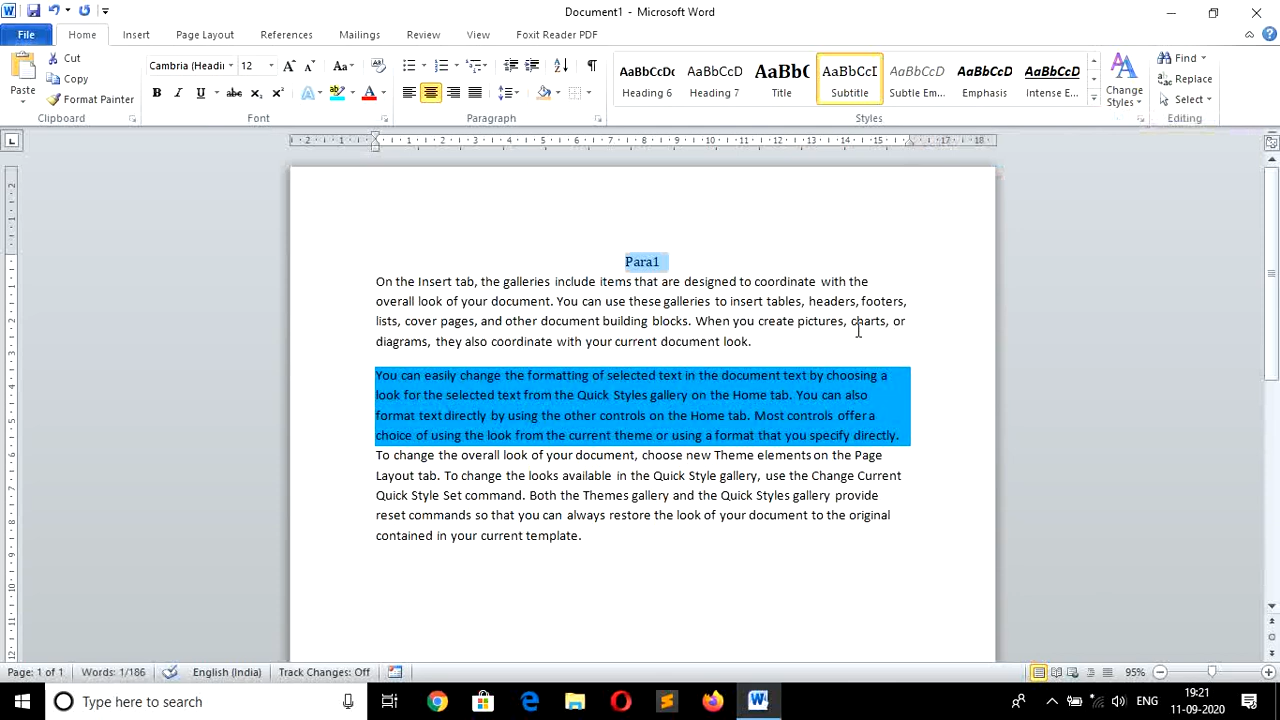 Document1 - Microsoft Word
File Home Insert Page Layout References Mailings Review View Foxit Reader PDF
Paste
Cut
Copy
Format Painter
Clipboard
Cambria (Headi 12
Font
Paragraph
AaBbCcDc AaBbCcD AaBbC AaBbCcI AaBbCcD AaBbCcD AaBbCcD
Heading 6 Heading 7 Title Subtitle Subtle Em... Emphasis Intense E...
Change
Styles
Styles
Find
Replace
Select
Editing
Para1
On the Insert tab, the galleries include items that are designed to coordinate with the
overall look of your document. You can use these galleries to insert tables, headers, footers,
lists, cover pages, and other document building blocks. When you create pictures, charts, or
diagrams, they also coordinate with your current document look.
You can easily change the formatting of selected text in the document text by choosing a
look for the selected text from the Quick Styles gallery on the Home tab. You can also
format text directly by using the other controls on the Home tab. Most controls offer a
choice of using the look from the current theme or using a format that you specify directly.
To change the overall look of your document, choose new Theme elements on the Page
Layout tab. To change the looks available in the Quick Style gallery, use the Change Current
Quick Style Set command. Both the Themes gallery and the Quick Styles gallery provide
reset commands so that you can always restore the look of your document to the original
contained in your current template.
Page: 1 of 1 Words: 1/186 English (India) Track Changes: Off 95%
Type here to search
ENG
19:21
11-09-2020